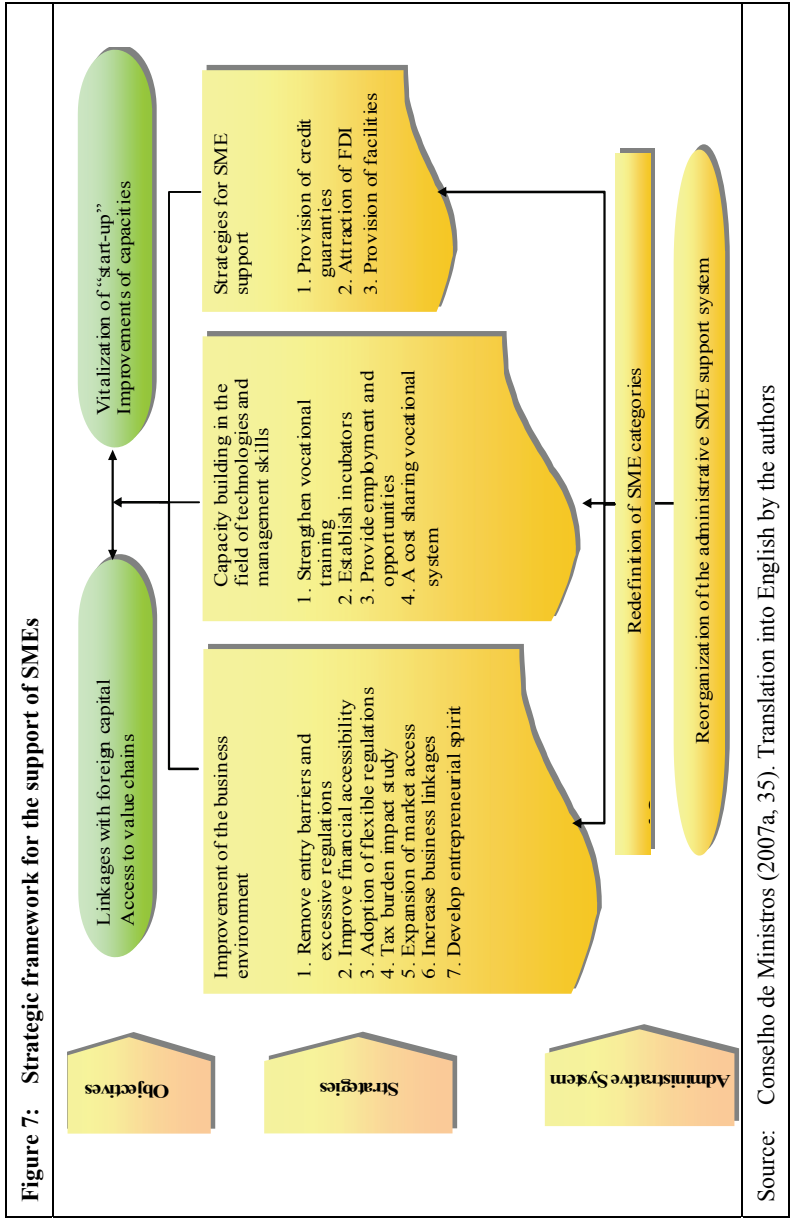 Figure 7: Strategic framework for the support of SMEs
Objectives
Linkages with foreign capital
Access to value chains
Vitalization of “start-up”
Improvements of capacities
Strategies
Improvement of the business
environment
1. Remove entry barriers and
excessive regulations
2. Improve financial accessibility
3. Adoption of flexible regulations
4. Tax burden impact study
5. Expansion of market access
6. Increase business linkages
7. Develop entrepreneurial spirit
Capacity building in the
field of technologies and
management skills
1. Strengthen vocational
training
2. Establish incubators
3. Provide employment and
opportunities
4. A cost sharing vocational
system
Strategies for SME
support
1. Provision of credit
guaranties
2. Attraction of FDI
3. Provision of facilities
Administrative System
Redefinition of SME categories
Reorganization of the administrative SME support system
Source: Conselho de Ministros (2007a, 35). Translation into English by the authors